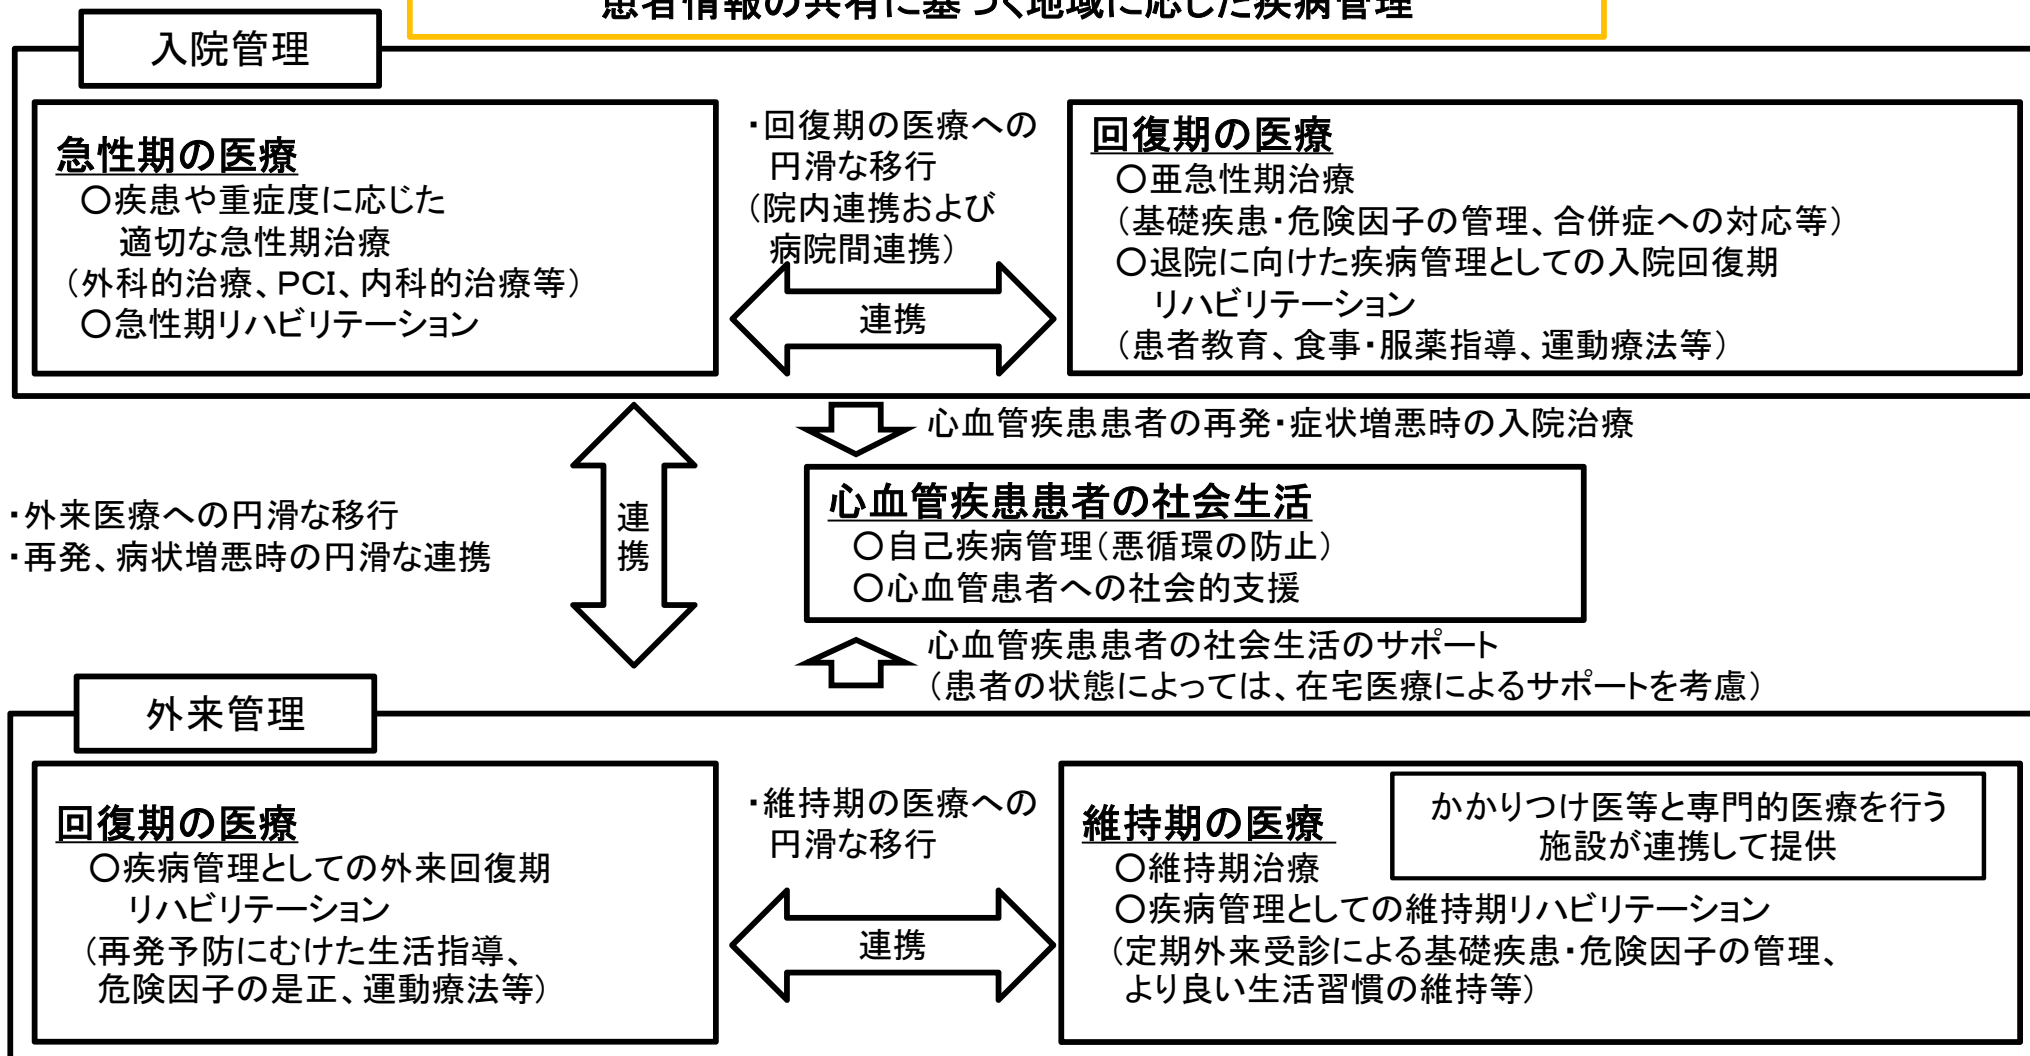 患者情報の共有に基づく地域に応じた疾病管理
入院管理
急性期の医療
○疾患や重症度に応じた
適切な急性期治療
(外科的治療、PCI、内科的治療等)
○急性期リハビリテーション
・回復期の医療への
円滑な移行
(院内連携および
病院間連携)
連携
回復期の医療
○亜急性期治療
(基礎疾患・危険因子の管理、合併症への対応等)
○退院に向けた疾病管理としての入院回復期
リハビリテーション
(患者教育、食事・服薬指導、運動療法等)
心血管疾患患者の再発・症状増悪時の入院治療
・外来医療への円滑な移行
・再発、病状増悪時の円滑な連携
連携
心血管疾患患者の社会生活
○自己疾病管理(悪循環の防止)
○心血管患者への社会的支援
心血管疾患患者の社会生活のサポート
(患者の状態によっては、在宅医療によるサポートを考慮)
外来管理
回復期の医療
○疾病管理としての外来回復期
リハビリテーション
(再発予防にむけた生活指導、
危険因子の是正、運動療法等)
・維持期の医療への
円滑な移行
連携
維持期の医療
かかりつけ医等と専門的医療を行う
施設が連携して提供
○維持期治療
○疾病管理としての維持期リハビリテーション
(定期外来受診による基礎疾患・危険因子の管理、
より良い生活習慣の維持等)